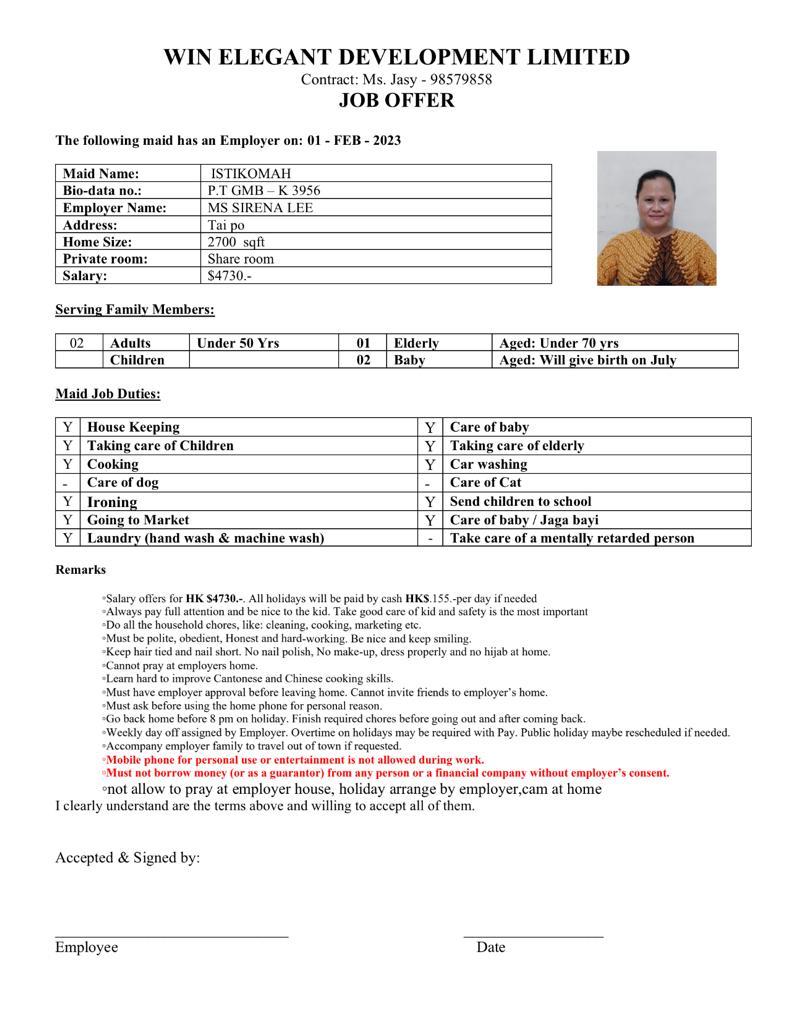 WIN ELEGANT DEVELOPMENT LIMITED
Contract: Ms. Jasy - 98579858
JOB OFFER
The following maid has an Employer on: 01 - FEB - 2023
Maid Name: ISTIKOMAH
Bio-data no.: P.T GMB – K 3956
Employer Name: MS SIRENA LEE
Address: Tai po
Home Size: 2700 sqft
Private room: Share room
Salary: $4730.-
Serving Family Members:
02 Adults Under 50 Yrs 01 Elderly Aged: Under 70 yrs
Children 02 Baby Aged: Will give birth on July
Maid Job Duties:
Y House Keeping Y Care of baby
Y Taking care of Children Y Taking care of elderly
Y Cooking Y Car washing
- Care of dog - Care of Cat
Y Ironing Y Send children to school
Y Going to Market Y Care of baby / Jaga bayi
Y Laundry (hand wash & machine wash) - Take care of a mentally retarded person
Remarks
▫Salary offers for HK $4730.-. All holidays will be paid by cash HK$.155.-per day if needed
▫Always pay full attention and be nice to the kid. Take good care of kid and safety is the most important
▫Do all the household chores, like: cleaning, cooking, marketing etc.
▫Must be polite, obedient, Honest and hard-working. Be nice and keep smiling.
▫Keep hair tied and nail short. No nail polish, No make-up, dress properly and no hijab at home.
▫Cannot pray at employers home.
▫Learn hard to improve Cantonese and Chinese cooking skills.
▫Must have employer approval before leaving home. Cannot invite friends to employer’s home.
▫Must ask before using the home phone for personal reason.
▫Go back home before 8 pm on holiday. Finish required chores before going out and after coming back.
▫Weekly day off assigned by Employer. Overtime on holidays may be required with Pay. Public holiday maybe rescheduled if needed.
▫Accompany employer family to travel out of town if requested.
▫Mobile phone for personal use or entertainment is not allowed during work.
▫Must not borrow money (or as a guarantor) from any person or a financial company without employer’s consent.
▫not allow to pray at employer house, holiday arrange by employer,cam at home
I clearly understand are the terms above and willing to accept all of them.
Accepted & Signed by:
Employee Date